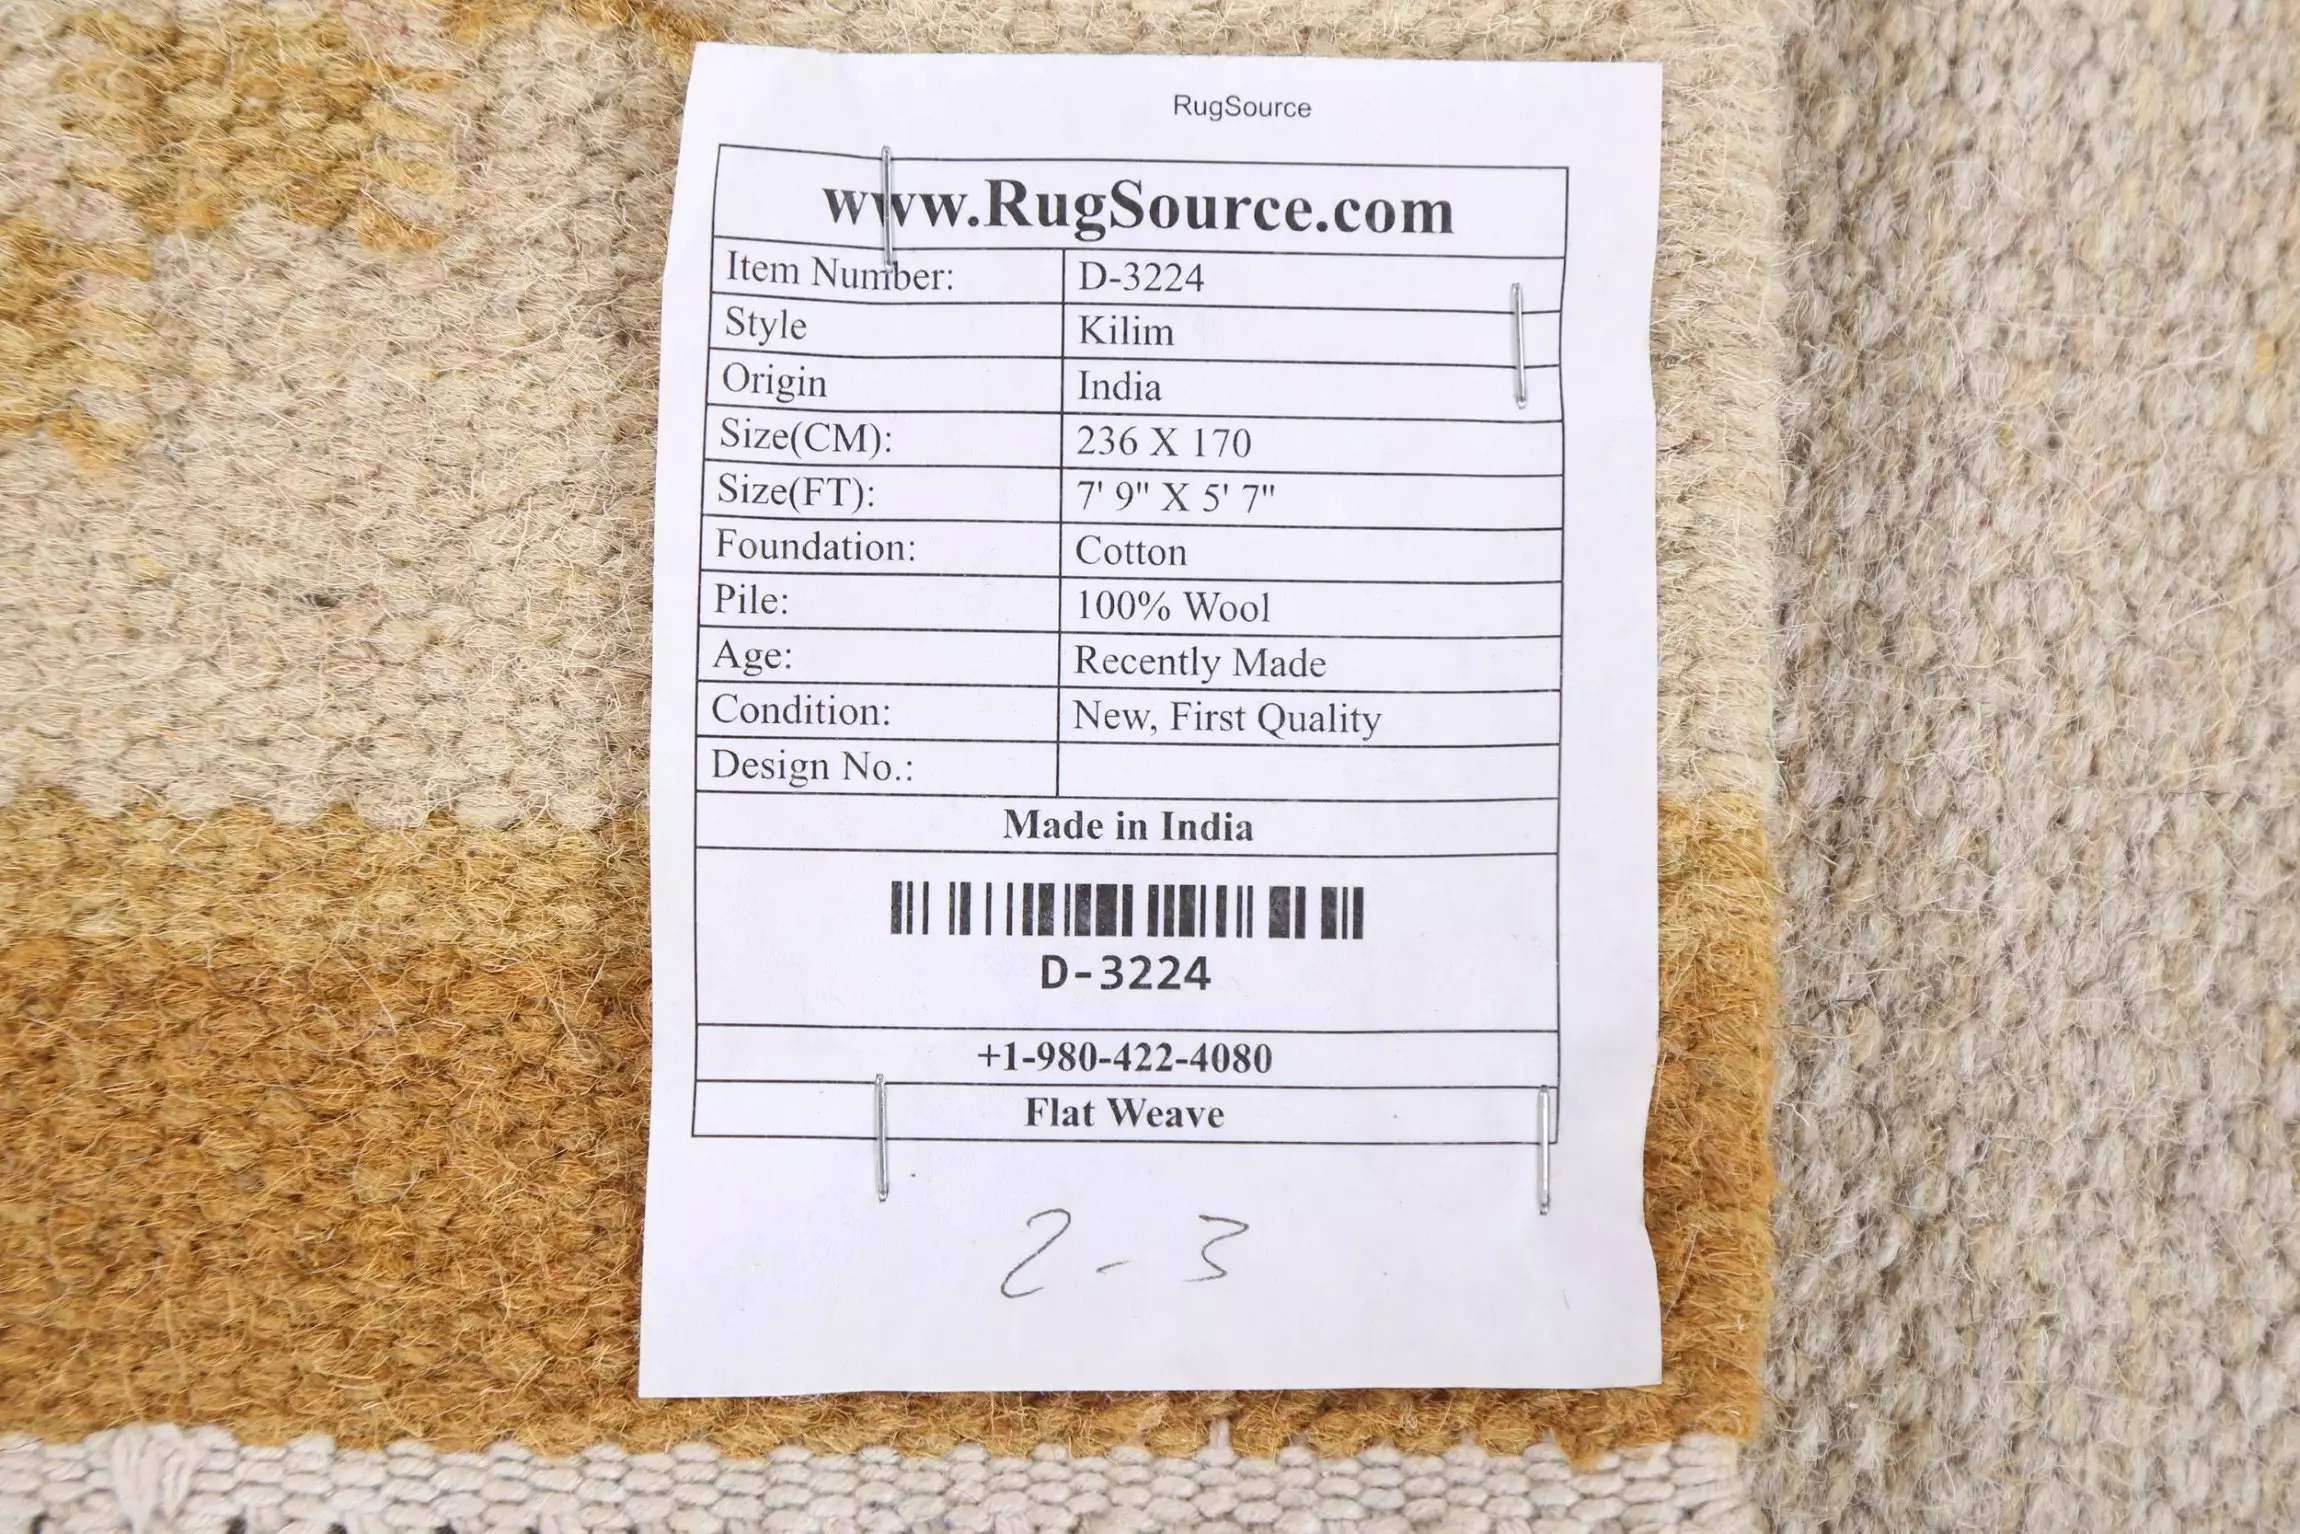 RugSource
www.RugSource.com
Item Number: D-3224
Style Kilim
Origin India
Size(CM): 236 X 170
Size(FT): 7' 9" X 5' 7"
Foundation: Cotton
Pile: 100% Wool
Age: Recently Made
Condition: New, First Quality
Design No.:
Made in India
D-3224
+1-980-422-4080
Flat Weave
2-3